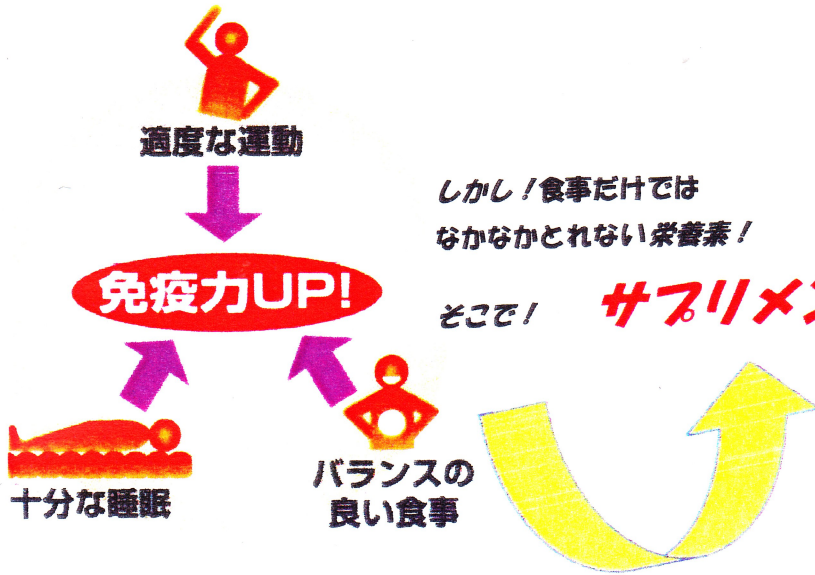 適度な運動
免疫力UP!
十分な睡眠
バランスの
良い食事
しかし!食事だけでは
なかなかとれない栄養素!
そこで! サプリメン